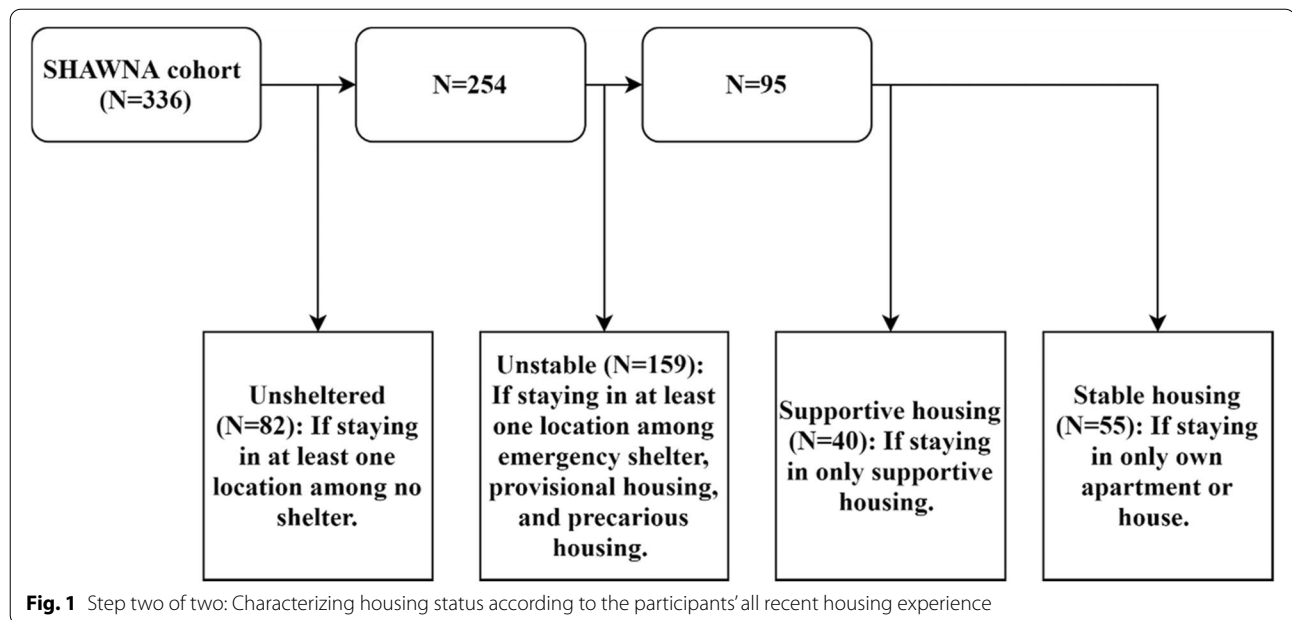 SHAWNA cohort
(N=336)
N=254
N=95
Unsheltered
(N=82): If staying
in at least one
location among no
shelter.
Unstable (N=159):
If staying in at least
one location among
emergency shelter,
provisional housing,
and precarious
housing.
Supportive housing
(N=40): If staying
in only supportive
housing.
Stable housing
(N=55): If staying
in only own
apartment or
house.
Fig. 1 Step two of two: Characterizing housing status according to the participants’ all recent housing experience